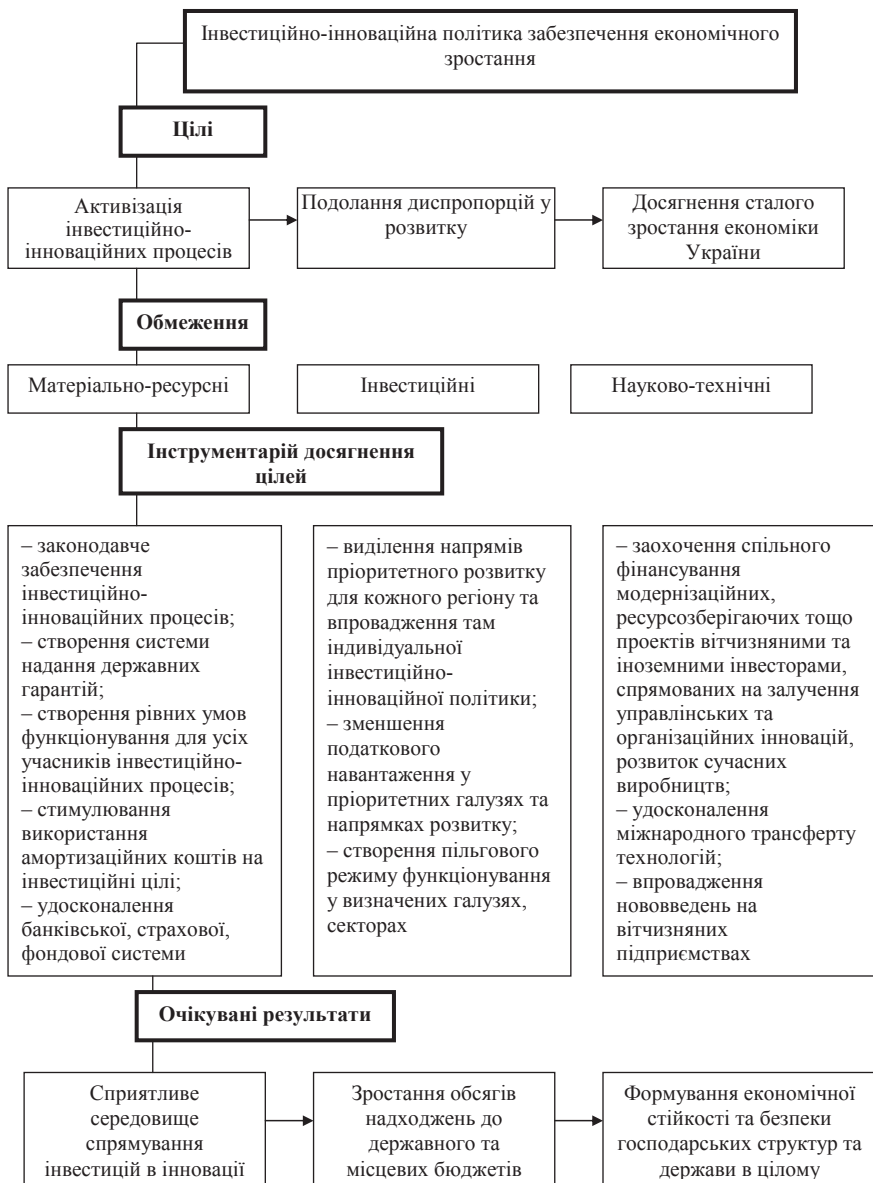 Інвестиційно-інноваційна політика забезпечення економічного
зростання
Цілі
Активізація
інвестиційно-
інноваційних процесів
Подолання диспропорцій у
розвитку
Досягнення сталого
зростання економіки
України
Обмеження
Матеріально-ресурсні
Інвестиційні
Науково-технічні
Інструментарій досягнення
цілей
– законодавче
забезпечення
інвестиційно-
інноваційних процесів;
– створення системи
надання державних
гарантій;
– створення рівних умов
функціонування для усіх
учасників інвестиційно-
інноваційних процесів;
– стимулювання
використання
амортизаційних коштів на
інвестиційні цілі;
– удосконалення
банківської, страхової,
фондової системи
– виділення напрямів
пріоритетного розвитку
для кожного регіону та
впровадження там
індивідуальної
інвестиційно-
інноваційної політики;
– зменшення
податкового
навантаження у
пріоритетних галузях та
напрямках розвитку;
– створення пільгового
режиму функціонування
у визначених галузях,
секторах
– заохочення спільного
фінансування
модернізаційних,
ресурсозберігаючих тощо
проектів вітчизняними та
іноземними інвесторами,
спрямованих на залучення
управлінських та
організаційних інновацій,
розвиток сучасних
виробництв;
– удосконалення
міжнародного трансферту
технологій;
– впровадження
нововведень на
вітчизняних
підприємствах
Очікувані результати
Сприятливе
середовище
спрямування
інвестицій в інновації
Зростання обсягів
надходжень до
державного та
місцевих бюджетів
Формування економічної
стійкості та безпеки
господарських структур та
держави в цілому